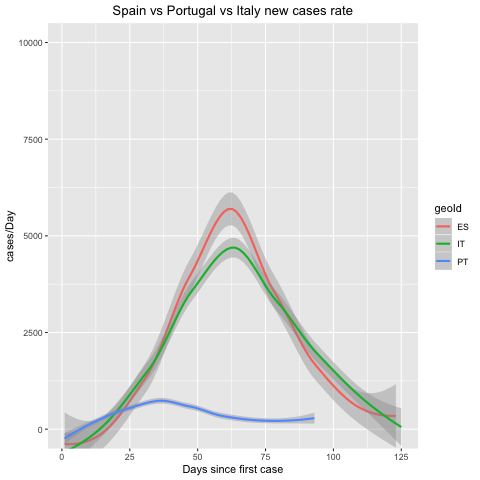 Spain vs Portugal vs Italy new cases rate
10000
7500
5000
2500
0
cases/Day
0 25 50 75 100 125
Days since first case
geoId
ES
IT
PT